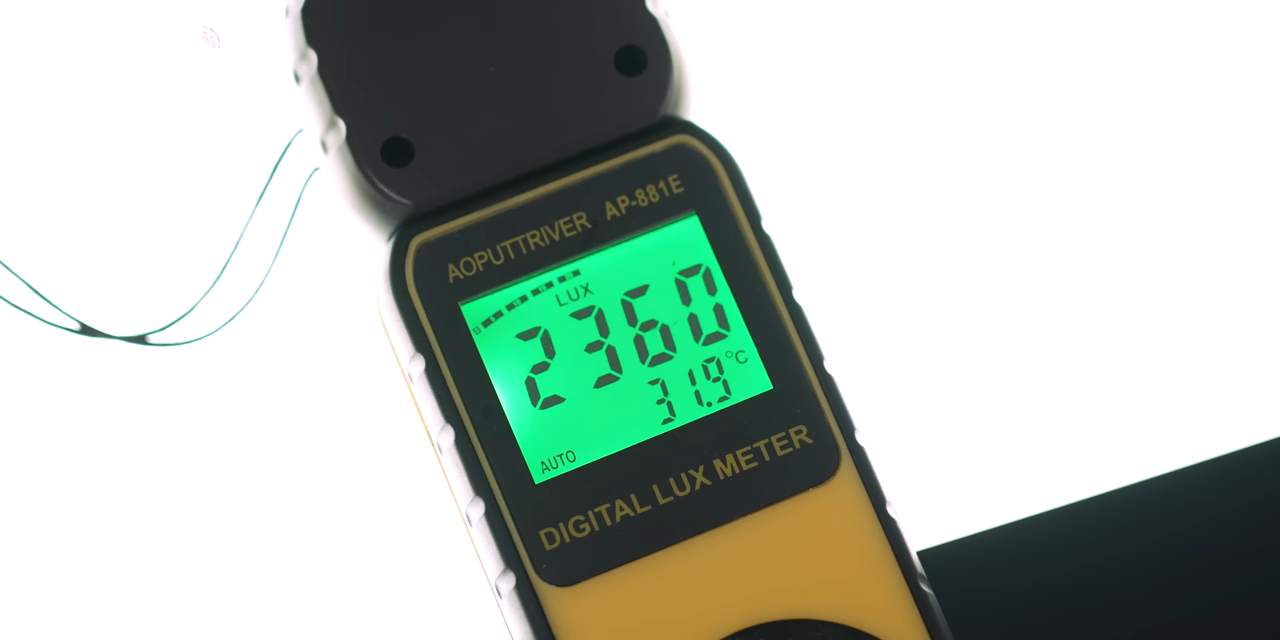 AOPUTTRIVER AP-881E
LUX
2360
31.9 °C
AUTO
DIGITAL LUX METER